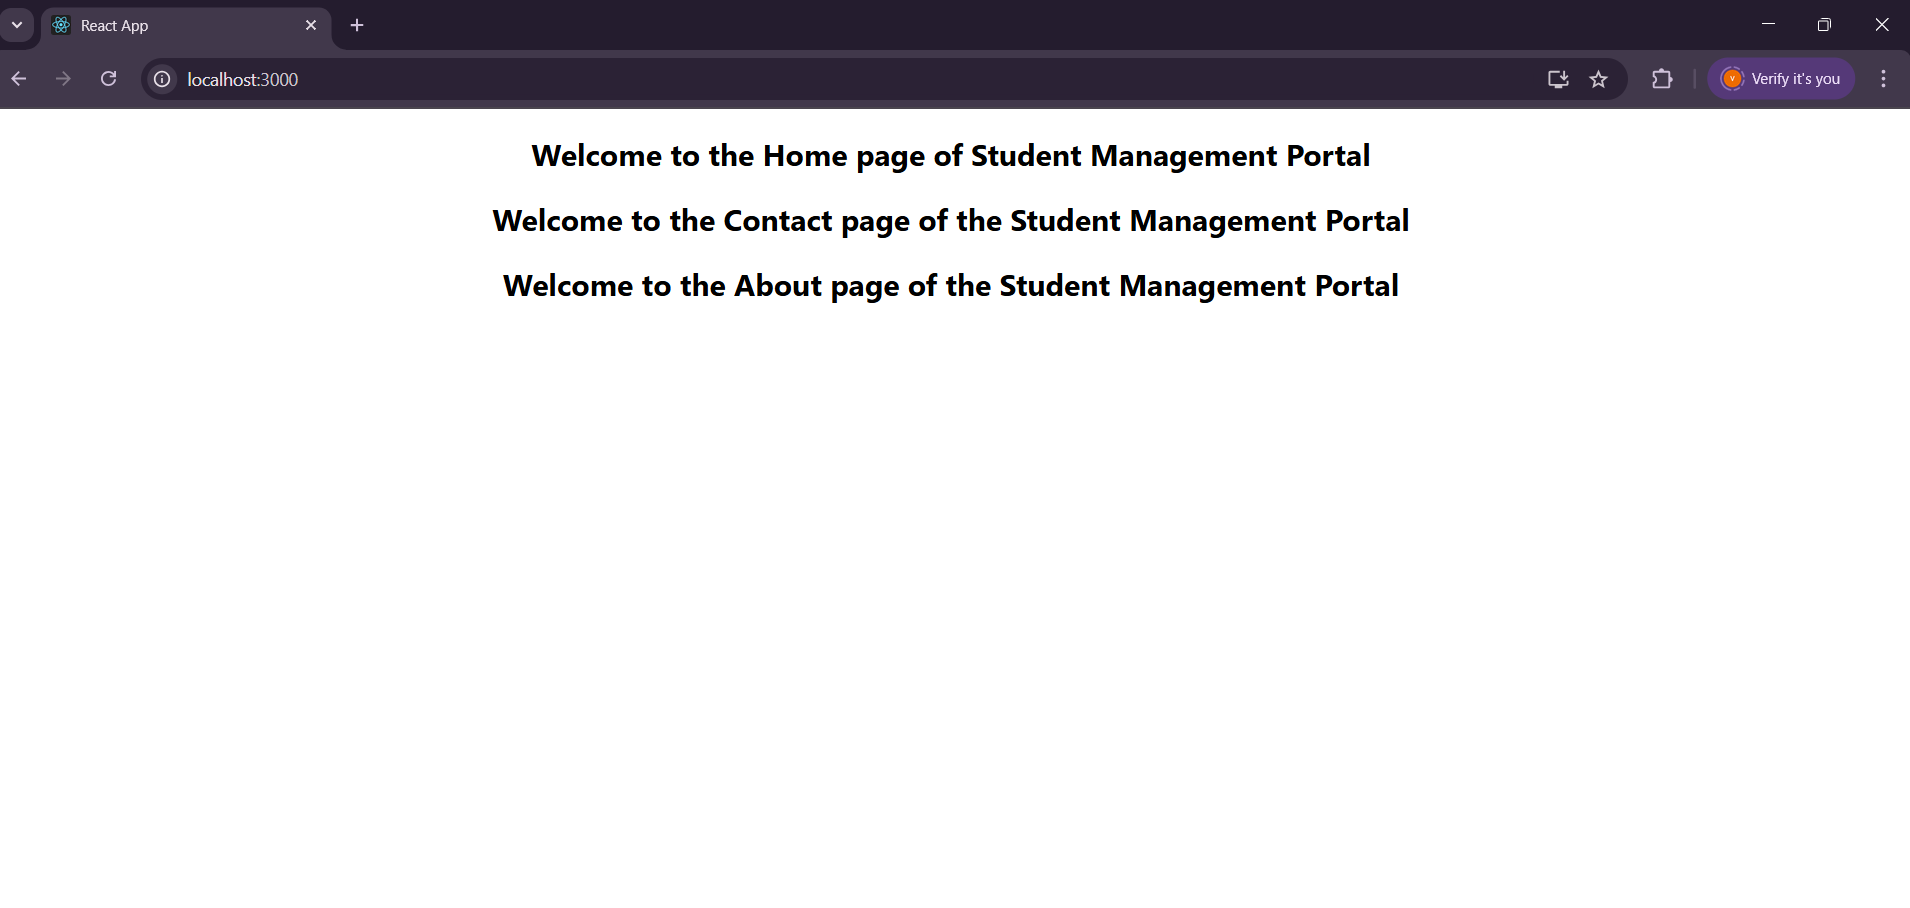 React App
localhost:3000
Verify it's you
Welcome to the Home page of Student Management Portal
Welcome to the Contact page of the Student Management Portal
Welcome to the About page of the Student Management Portal